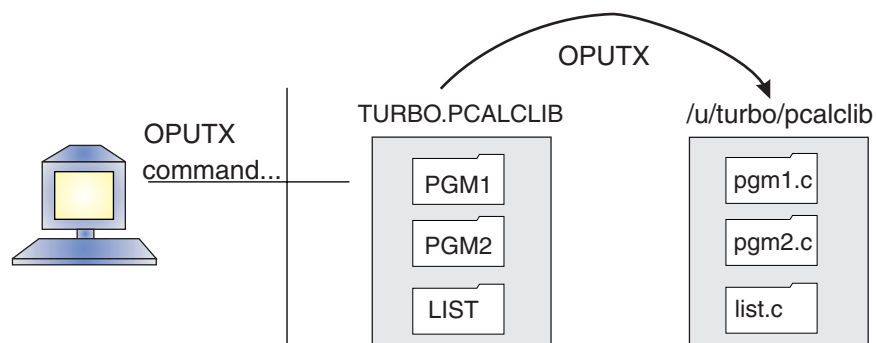 OPUTX
TURBO.PCALCLIB
/u/turbo/pcalclib
OPUTX
command...
PGM1
pgm1.c
PGM2
pgm2.c
LIST
list.c